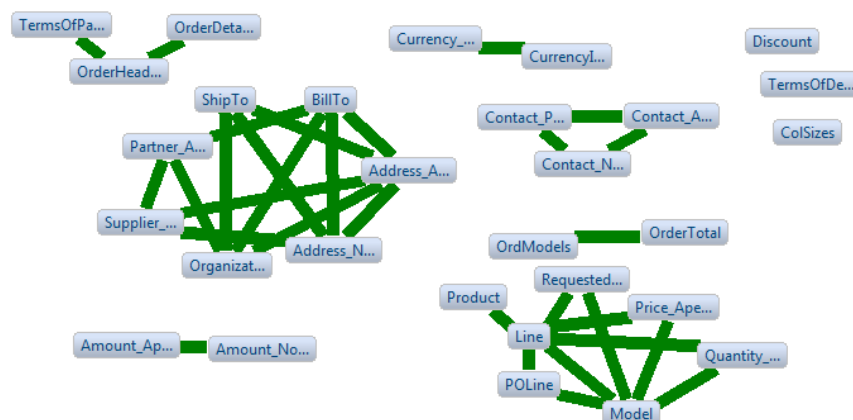 TermsOfPa...
OrderDeta...
OrderHead...
Currency_...
CurrencyI...
Discount
TermsOfDe...
ColSizes
ShipTo
BillTo
Partner_A...
Address_A...
Supplier_...
Address_N...
Organizat...
Contact_P...
Contact_A...
Contact_N...
OrdModels
OrderTotal
Requested...
Product
Price_Ape...
Line
Quantity_...
POLine
Model
Amount_Ap...
Amount_No...